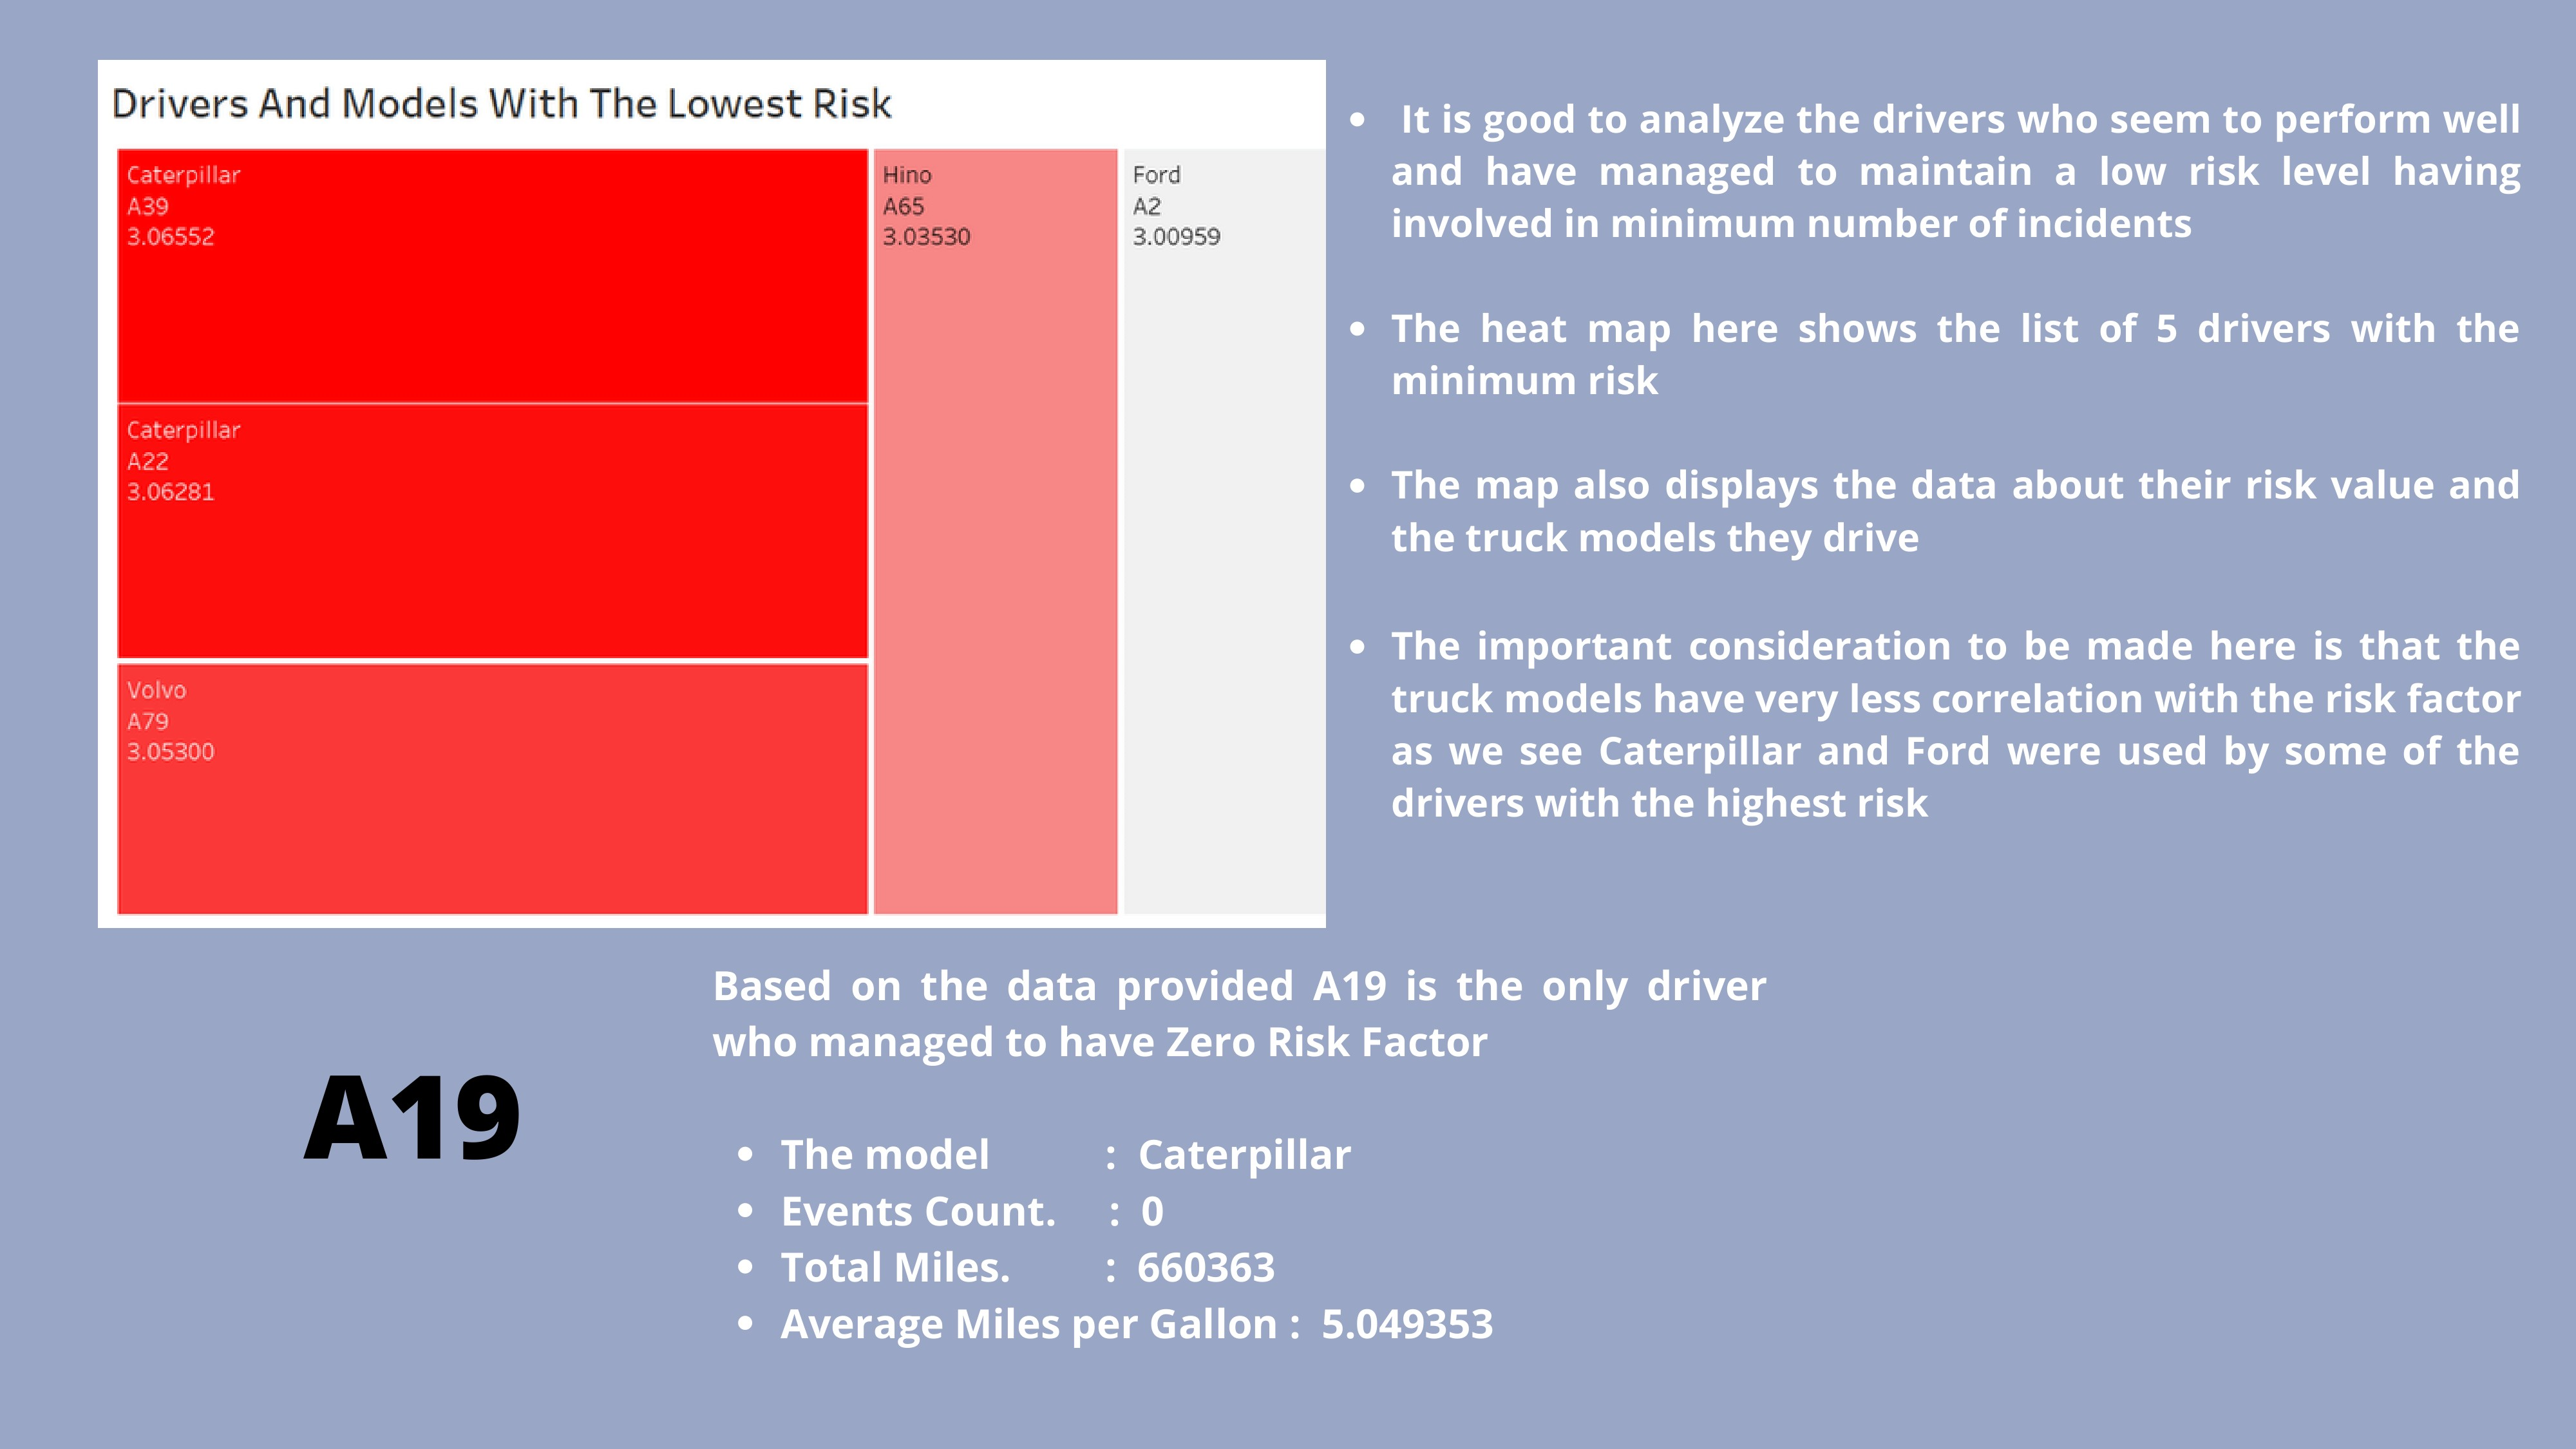 Drivers And Models With The Lowest Risk
Caterpillar
A39
3.06552
Caterpillar
A22
3.06281
Volvo
A79
3.05300
Hino
A65
3.03530
Ford
A2
3.00959
• It is good to analyze the drivers who seem to perform well
and have managed to maintain a low risk level having
involved in minimum number of incidents
• The heat map here shows the list of 5 drivers with the
minimum risk
• The map also displays the data about their risk value and
the truck models they drive
• The important consideration to be made here is that the
truck models have very less correlation with the risk factor
as we see Caterpillar and Ford were used by some of the
drivers with the highest risk
A19
Based on the data provided A19 is the only driver
who managed to have Zero Risk Factor
• The model : Caterpillar
• Events Count. : 0
• Total Miles. : 660363
• Average Miles per Gallon : 5.049353